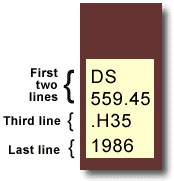 First
two
lines
DS
559.45
Third line
.H35
Last line
1986